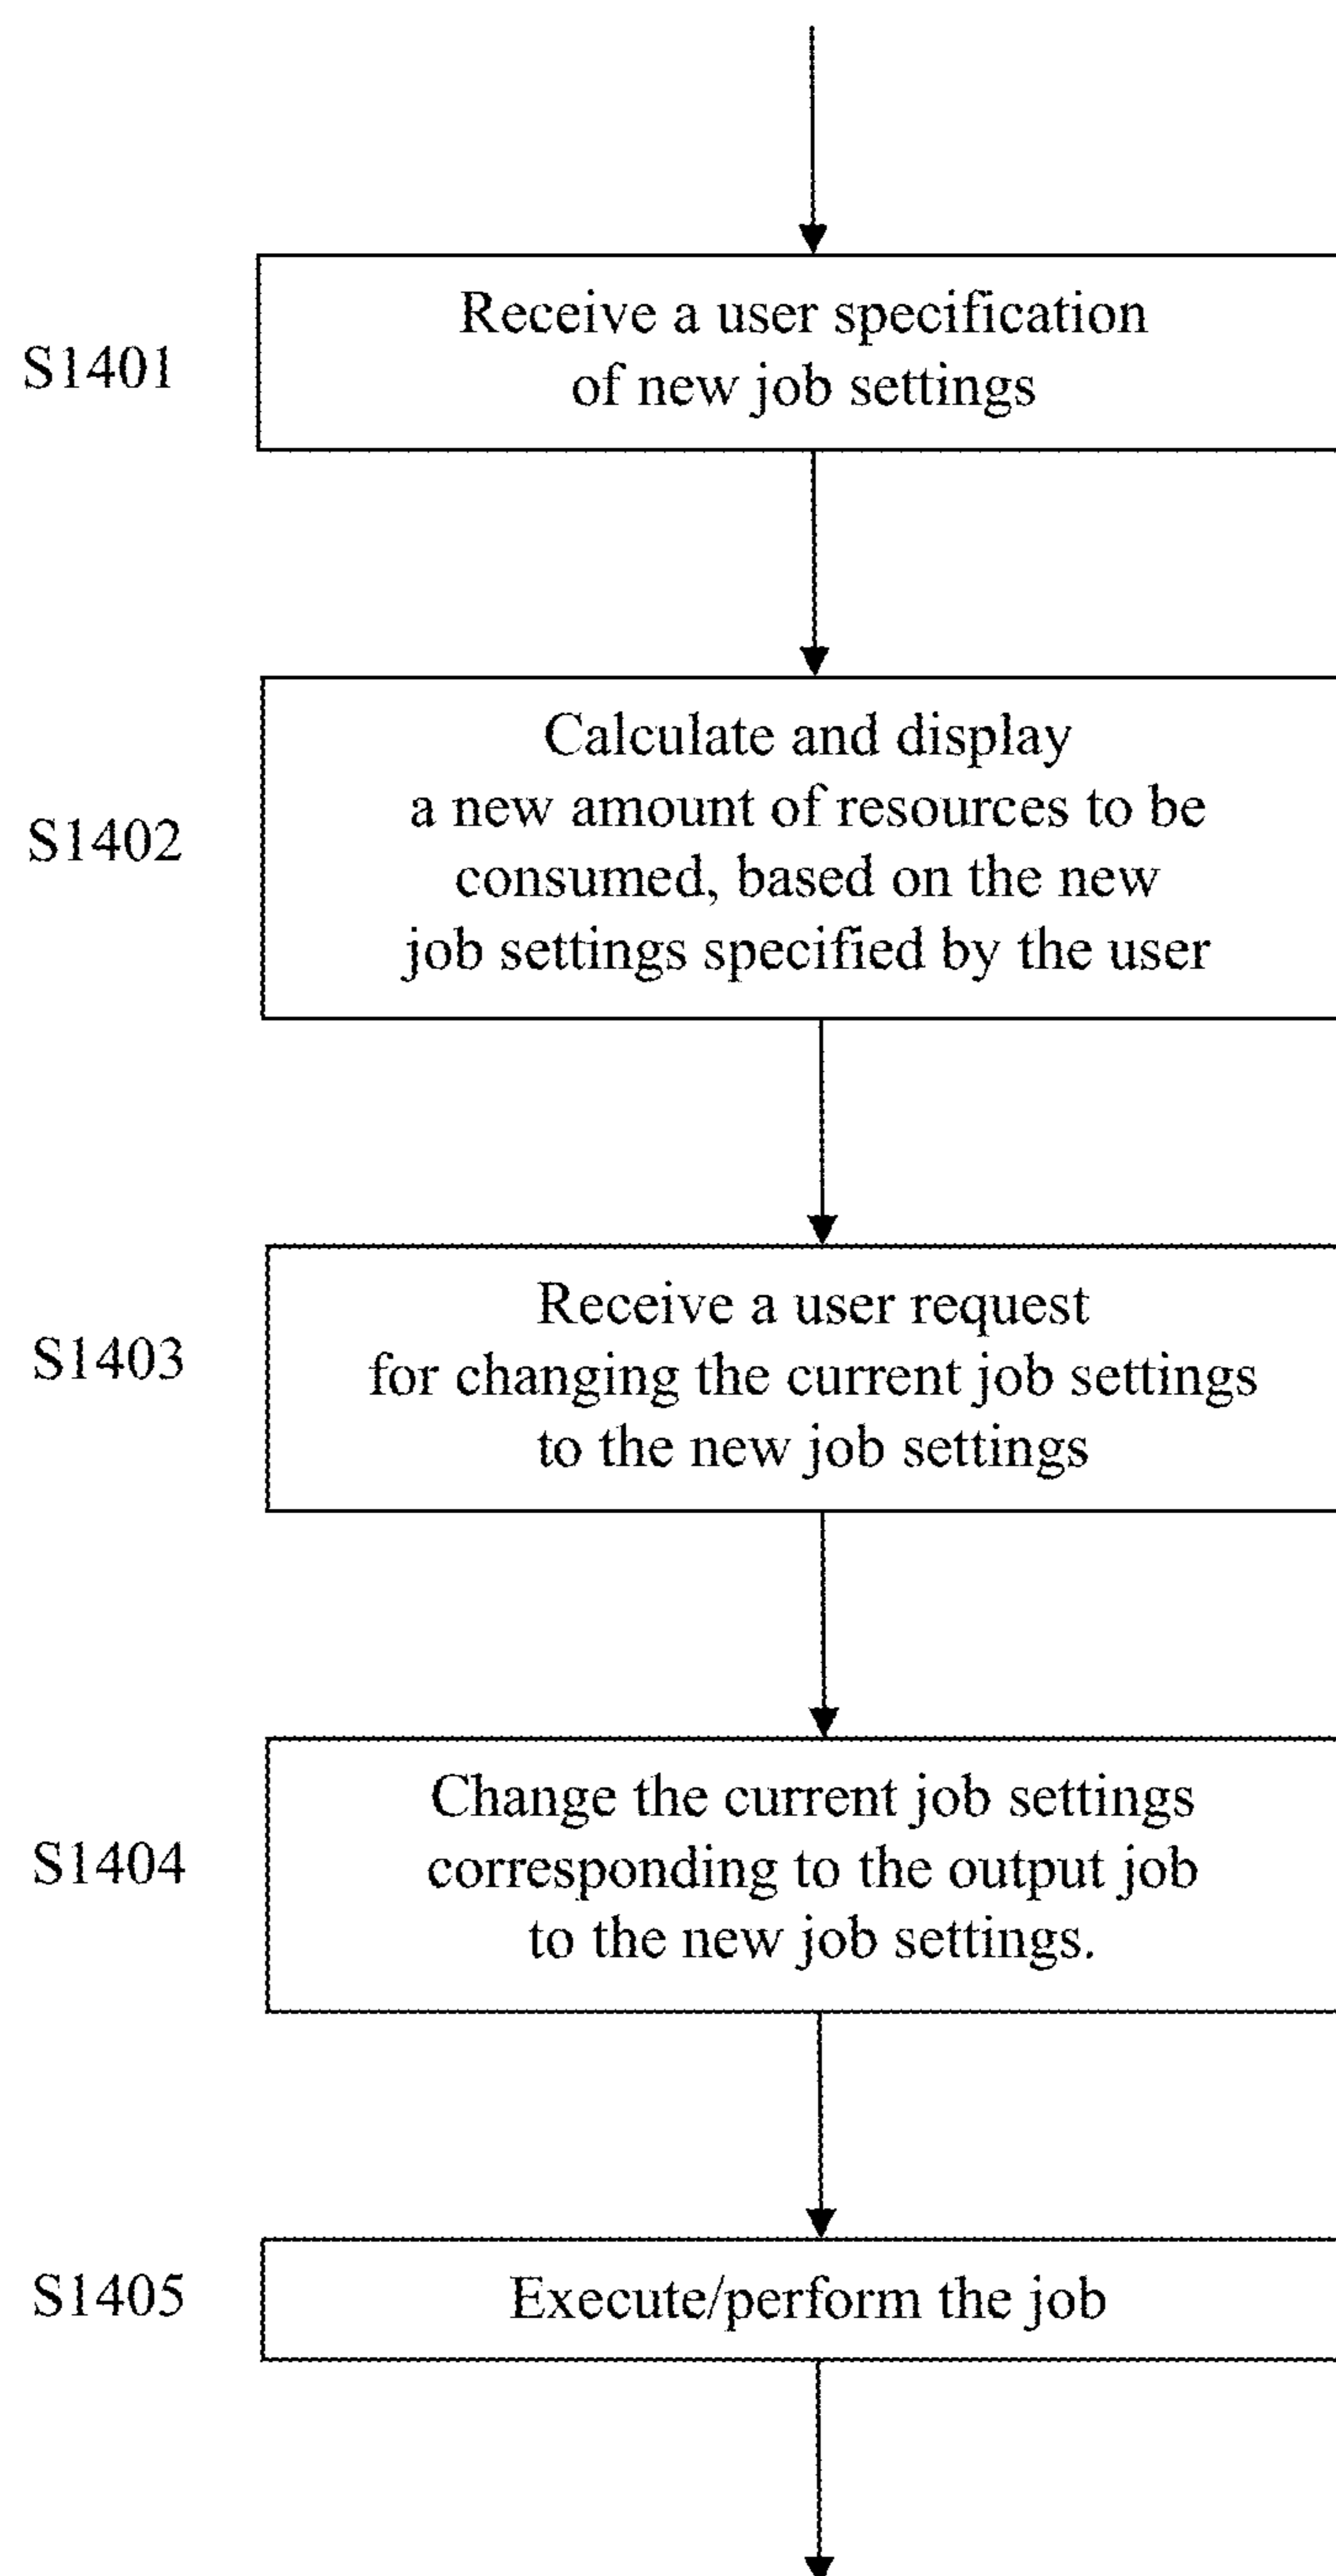 Receive a user specification
S1401
of new job settings
Calculate and display
a new amount of resources to be
S1402
consumed, based on the new
job settings specified by the user
Receive a user request
S1403
for changing the current job settings
to the new job settings
Change the current job settings
S1404
corresponding to the output job
to the new job settings.
S1405
Execute/perform the job